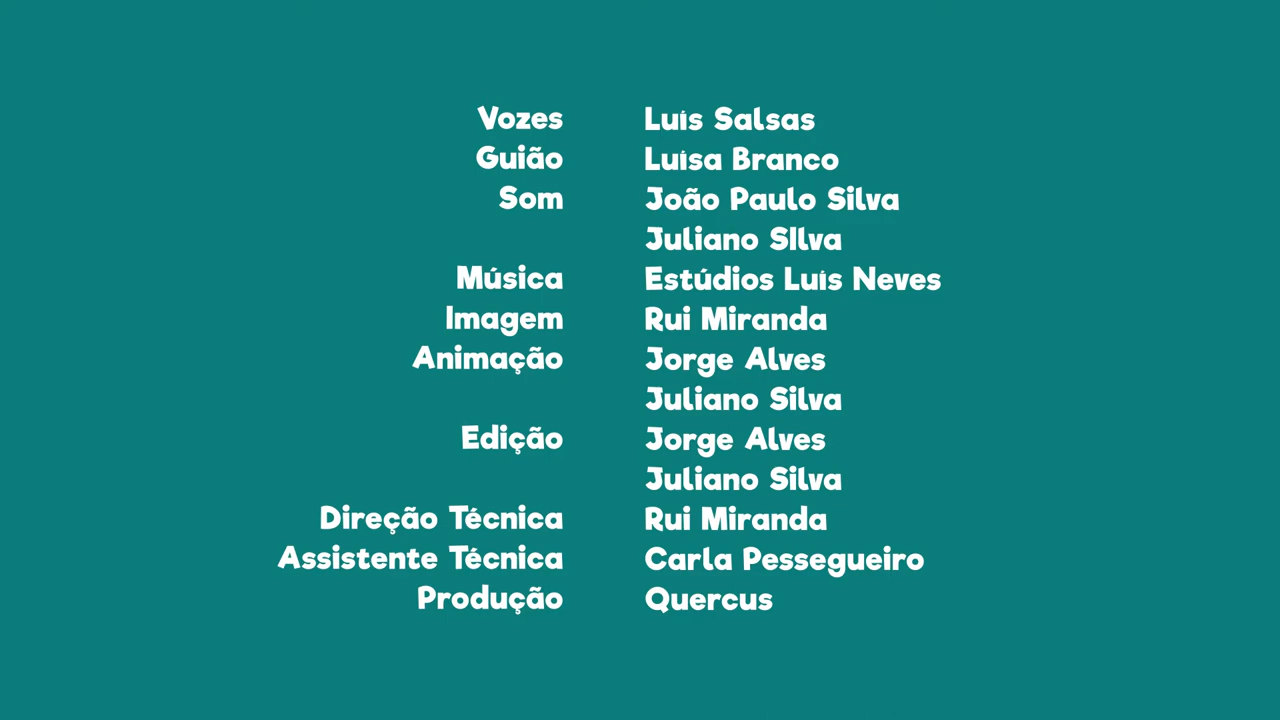 Vozes Luís Salsas
Guião Luísa Branco
Som João Paulo Silva
Juliano SIlva
Música Estúdios Luís Neves
Imagem Rui Miranda
Animação Jorge Alves
Juliano Silva
Edição Jorge Alves
Juliano Silva
Direção Técnica Rui Miranda
Assistente Técnica Carla Pessegueiro
Produção Quercus